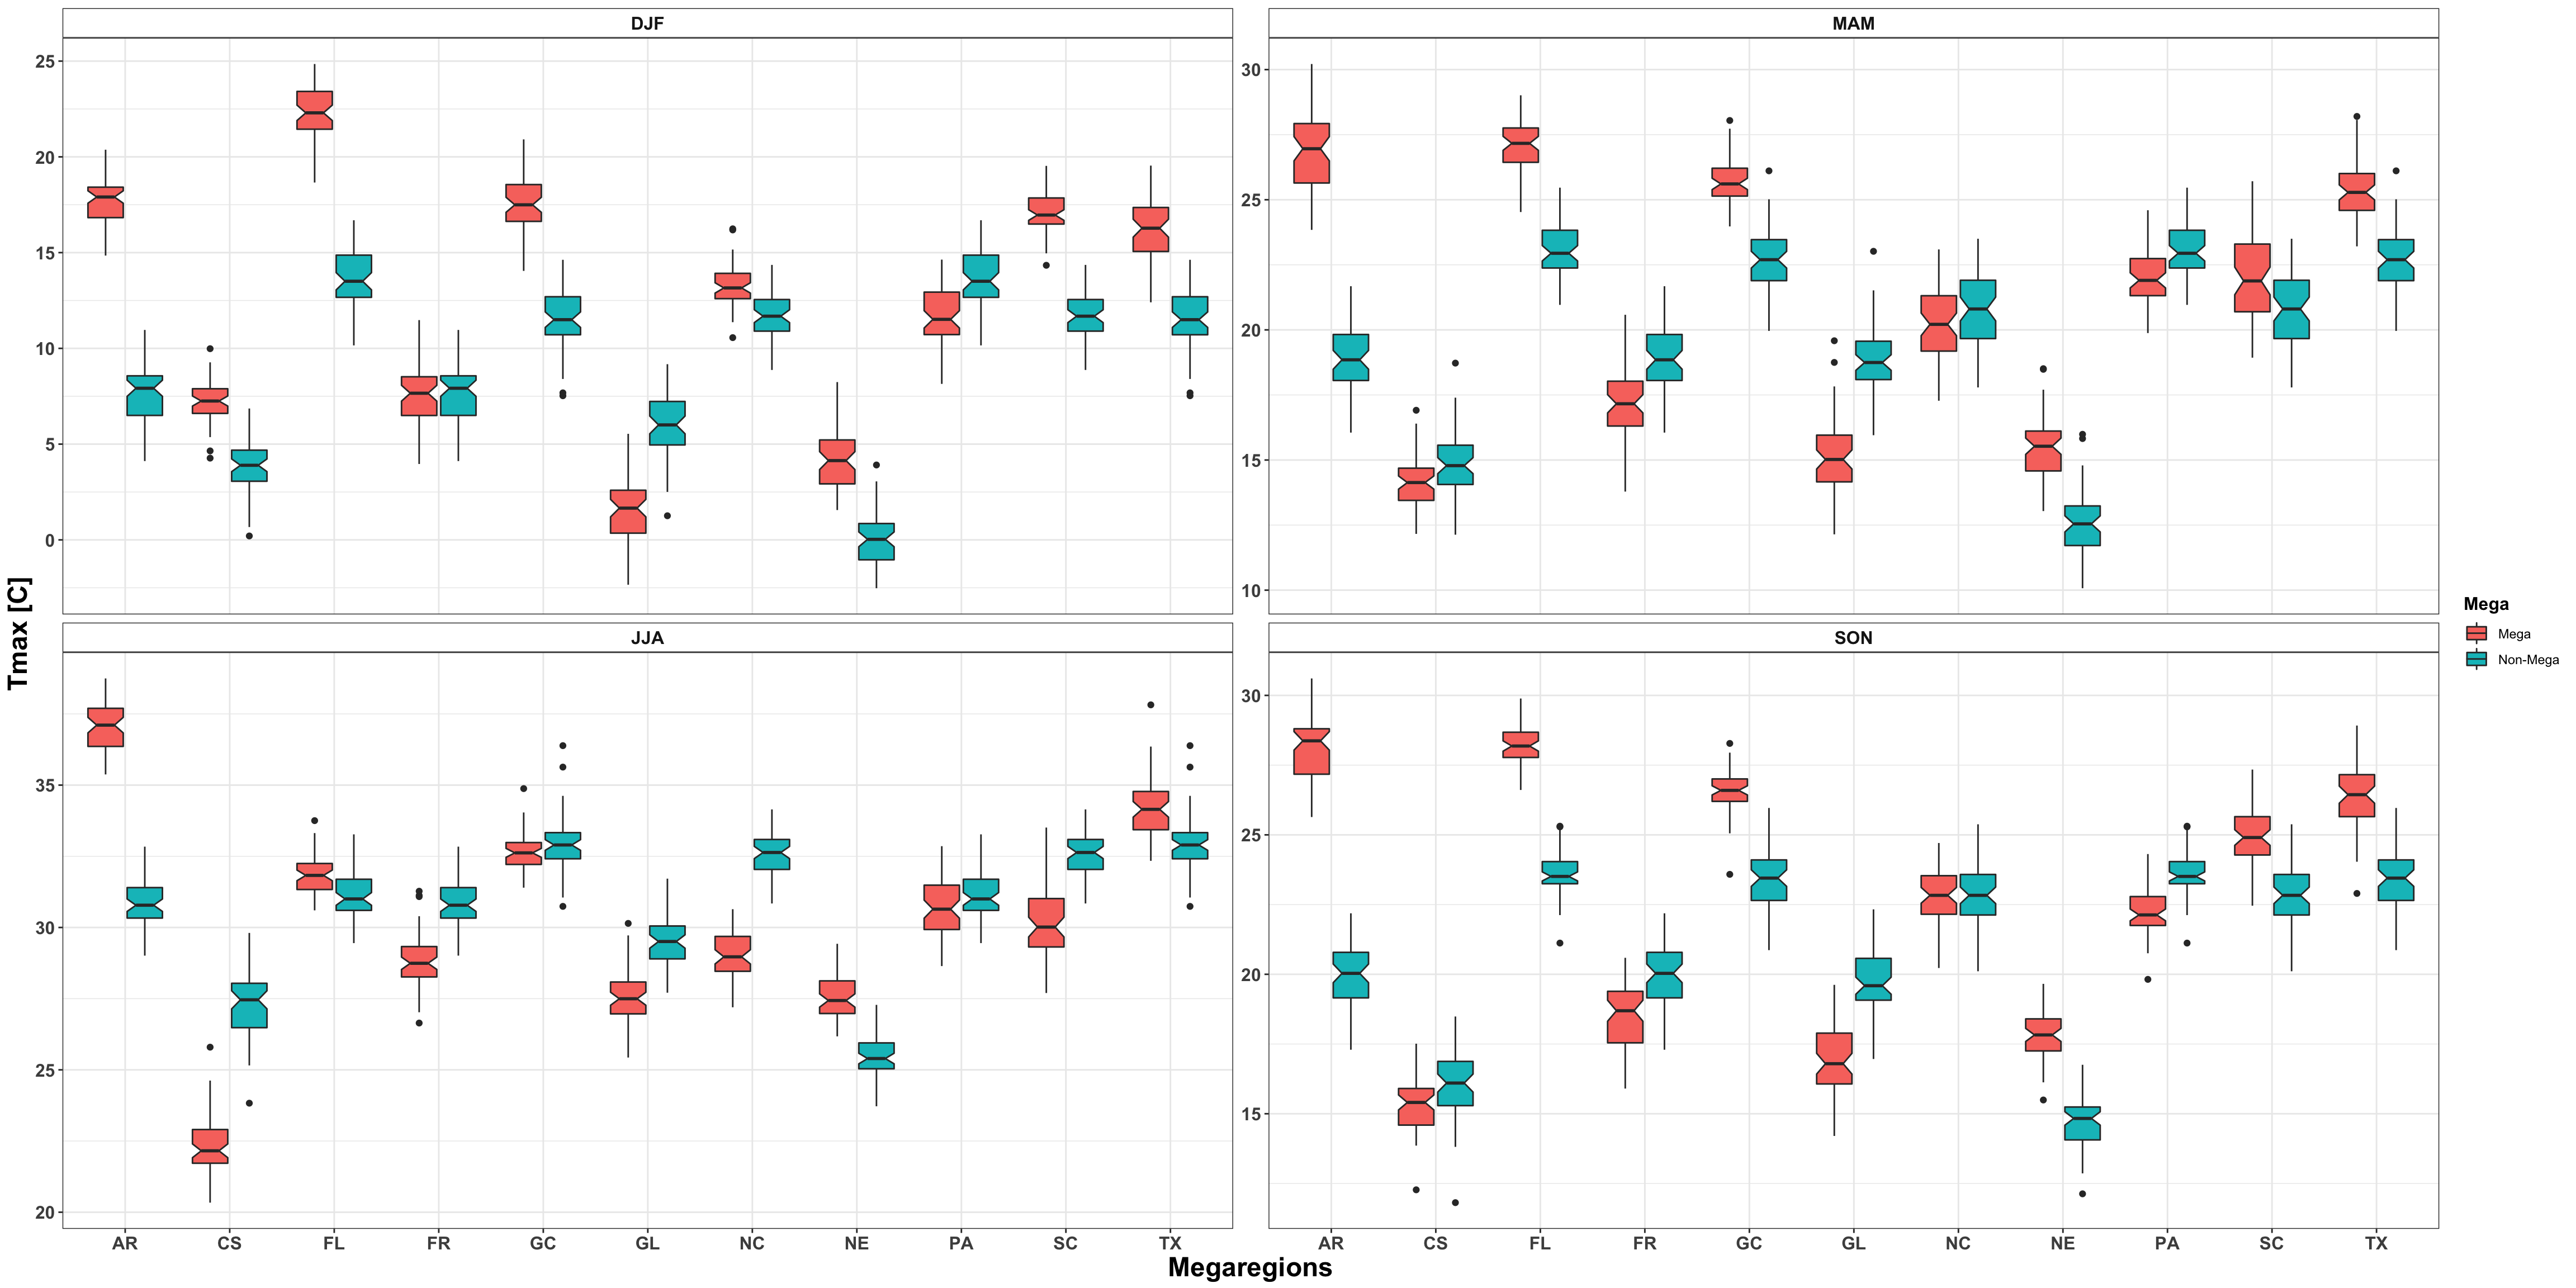 DJF
MAM
25
20
15
10
5
0
30
25
20
15
10
Tmax [C]
JJA
SON
35
30
25
20
30
25
20
15
AR CS FL FR GC GL NC NE PA SC TX
AR CS FL FR GC GL NC NE PA SC TX
Megaregions
Mega
Mega
Non-Mega